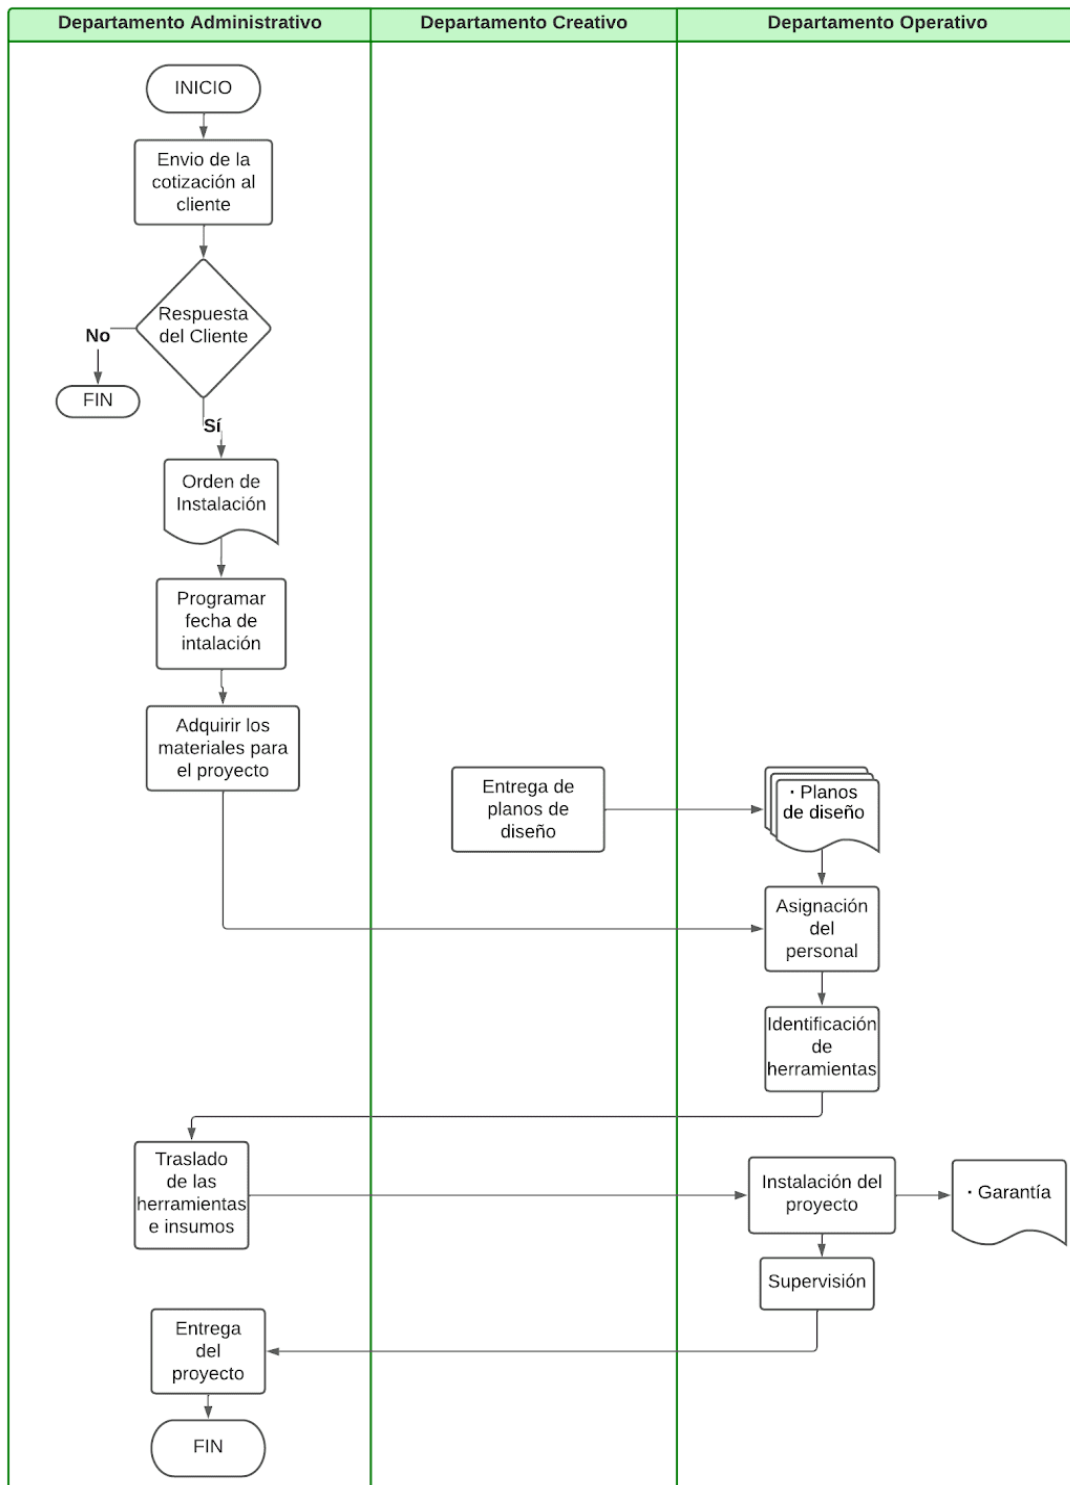 Departamento Administrativo
Departamento Creativo
Departamento Operativo
INICIO
Envio de la
cotización al
cliente
Respuesta
del Cliente
No
FIN
Sí
Orden de
Instalación
Programar
fecha de
intalación
Adquirir los
materiales para
el proyecto
Entrega de
planos de
diseño
· Planos
de diseño
Asignación
del
personal
Identificación
de
herramientas
Traslado
de las
herramientas
e insumos
Instalación del
proyecto
· Garantía
Supervisión
Entrega
del
proyecto
FIN